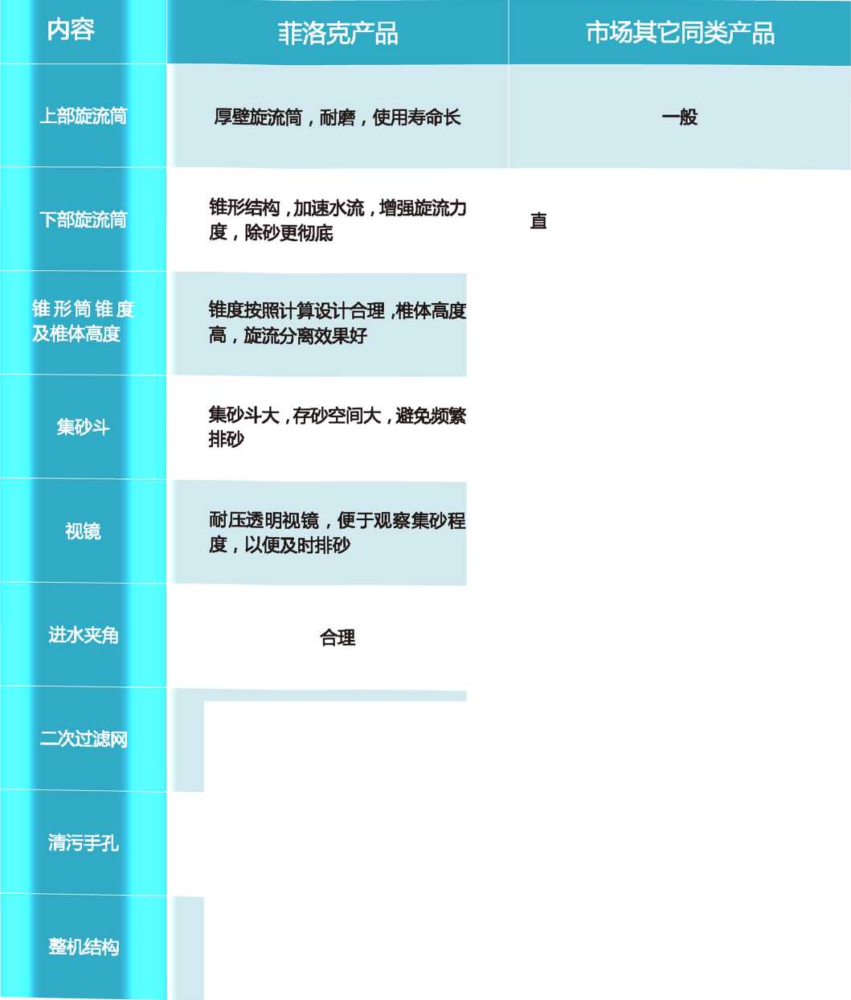 内容
菲洛克产品
市场其它同类产品
上部旋流筒
厚壁旋流筒，耐磨，使用寿命长
一般
下部旋流筒
锥形结构，加速水流，增强旋流力
度，除砂更彻底
直
锥形筒锥度
及椎体高度
锥度按照计算设计合理，椎体高度
高，旋流分离效果好
集砂斗
集砂斗大，存砂空间大，避免频繁
排砂
视镜
耐压透明视镜，便于观察集砂程
度，以便及时排砂
进水夹角
合理
二次过滤网
清污手孔
整机结构